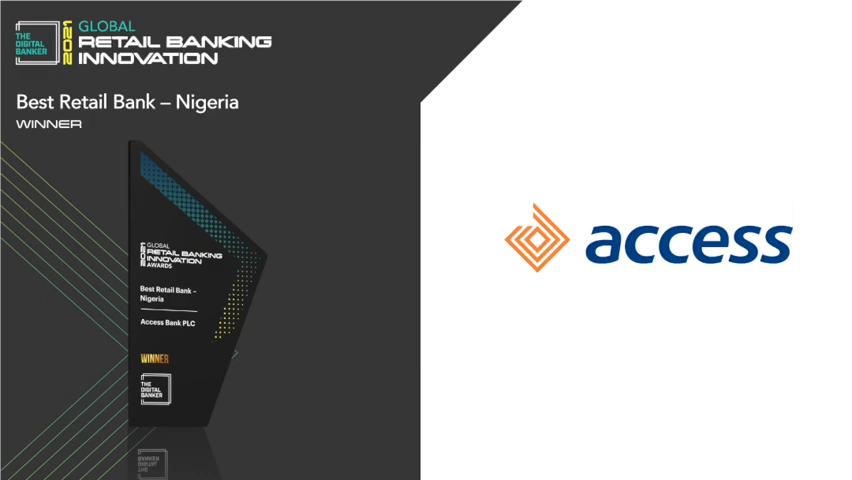 THE
DIGITAL
BANKER
2021
GLOBAL
RETAIL BANKING
INNOVATION
Best Retail Bank – Nigeria
WINNER
2021
GLOBAL
RETAIL BANKING
INNOVATION
AWARDS
Best Retail Bank –
Nigeria
Access Bank PLC
WINNER
THE
DIGITAL
BANKER
access